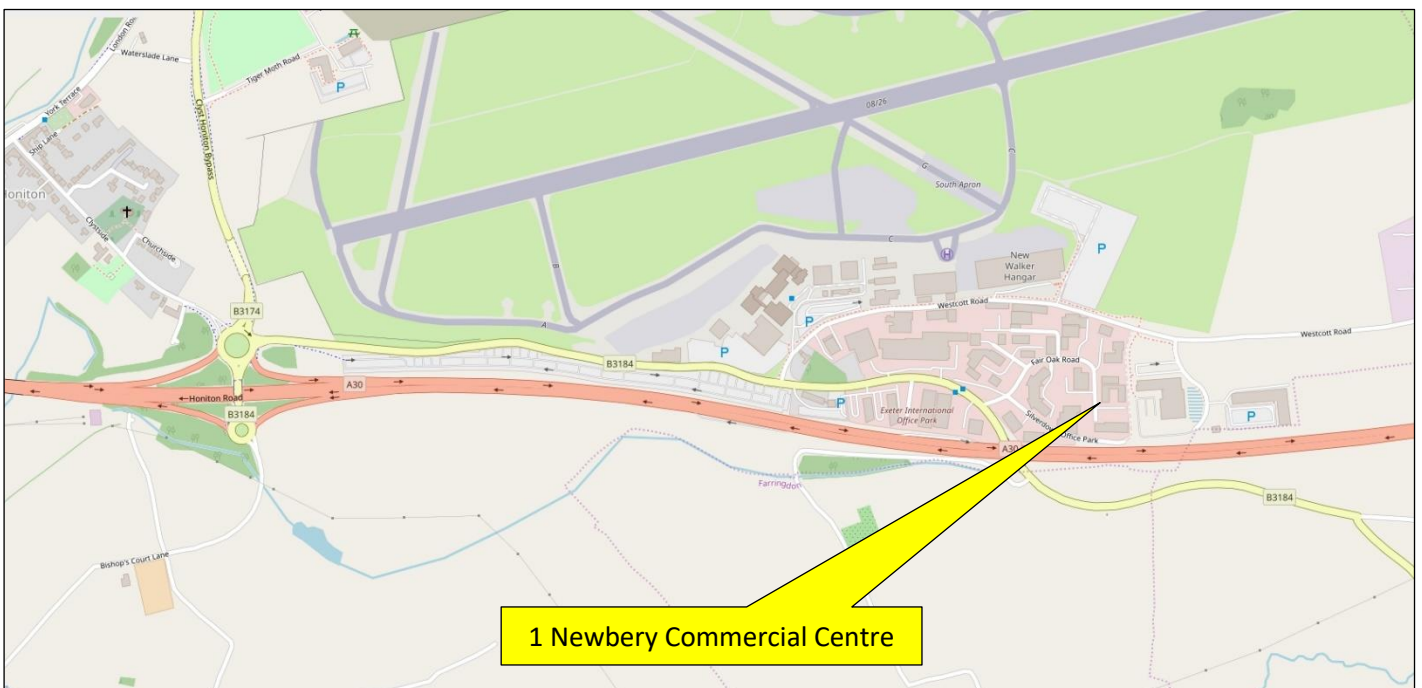 London Ro
Waterslade Lane
Tiger Moth Road
P
York Terrace
Ship Lane
Clyst Honiton Bypass
08/26
G
C
South Apron
oniton
Clystside
Churchside
C
H
New
Walker
Hangar
P
B
B3174
A
Westcott Road
P
Westcott Road
P
B3184
Fair Oak Road
A30
←Honiton Road
B3184
P
Exeter International
Office Park
Silverdown Office Park
P
A30
Farringdon
B3184
Bishop's Court Lane
1 Newbery Commercial Centre